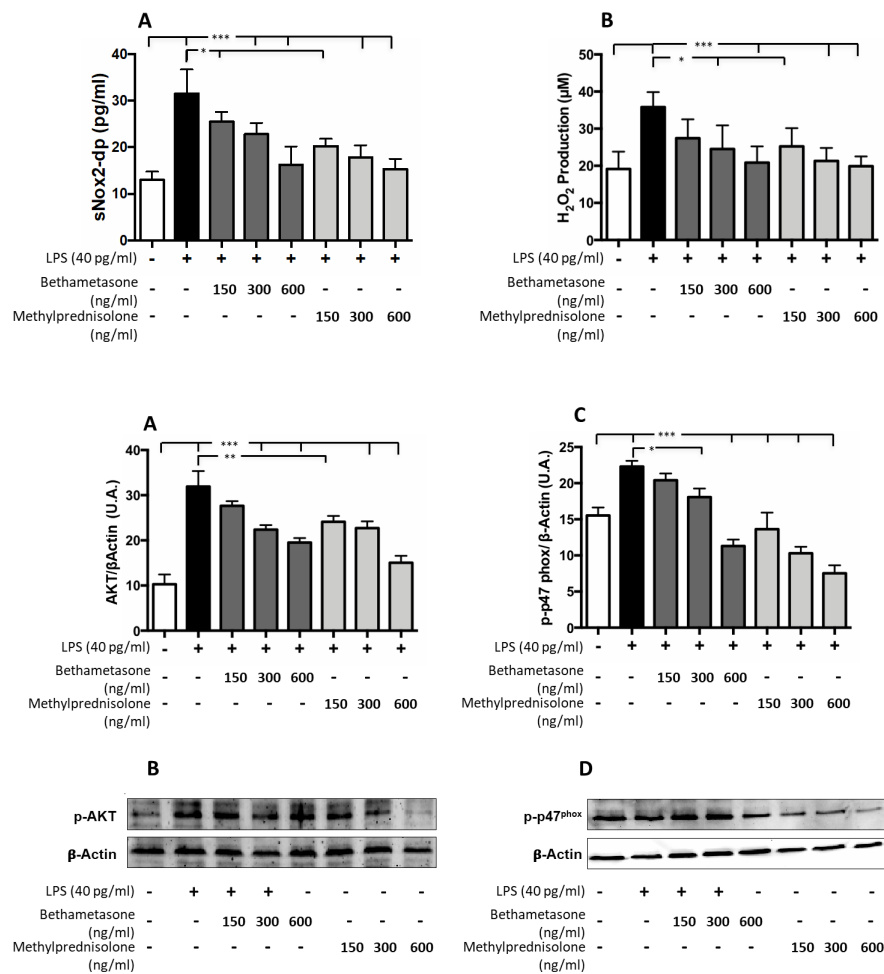 A
***
*
sNox2-dp (pg/ml)
40
30
20
10
0
LPS (40 pg/ml) - + + + + + + +
Bethametasone (ng/ml) - - 150 300 600 - - -
Methylprednisolone (ng/ml) - - - - - 150 300 600
B
***
*
H2O2 Production (μM)
50
40
30
20
10
0
LPS (40 pg/ml) - + + + + + + +
Bethametasone (ng/ml) - - 150 300 600 - - -
Methylprednisolone (ng/ml) - - - - - 150 300 600
A
***
**
AKT/βActin (U.A.)
40
30
20
10
0
LPS (40 pg/ml) - + + + + + + +
Bethametasone (ng/ml) - - 150 300 600 - - -
Methylprednisolone (ng/ml) - - - - - 150 300 600
C
***
*
p-p47 phox/ β-Actin (U.A.)
25
20
15
10
5
0
LPS (40 pg/ml) - + + + + + + +
Bethametasone (ng/ml) - - 150 300 600 - - -
Methylprednisolone (ng/ml) - - - - - 150 300 600
B
p-AKT
β-Actin
LPS (40 pg/ml) - + + + - - - -
Bethametasone (ng/ml) - - 150 300 600 - - -
Methylprednisolone (ng/ml) - - - - - 150 300 600
D
p-p47phox
β-Actin
LPS (40 pg/ml) - + + + - - - -
Bethametasone (ng/ml) - - 150 300 600 - - -
Methylprednisolone (ng/ml) - - - - - 150 300 600